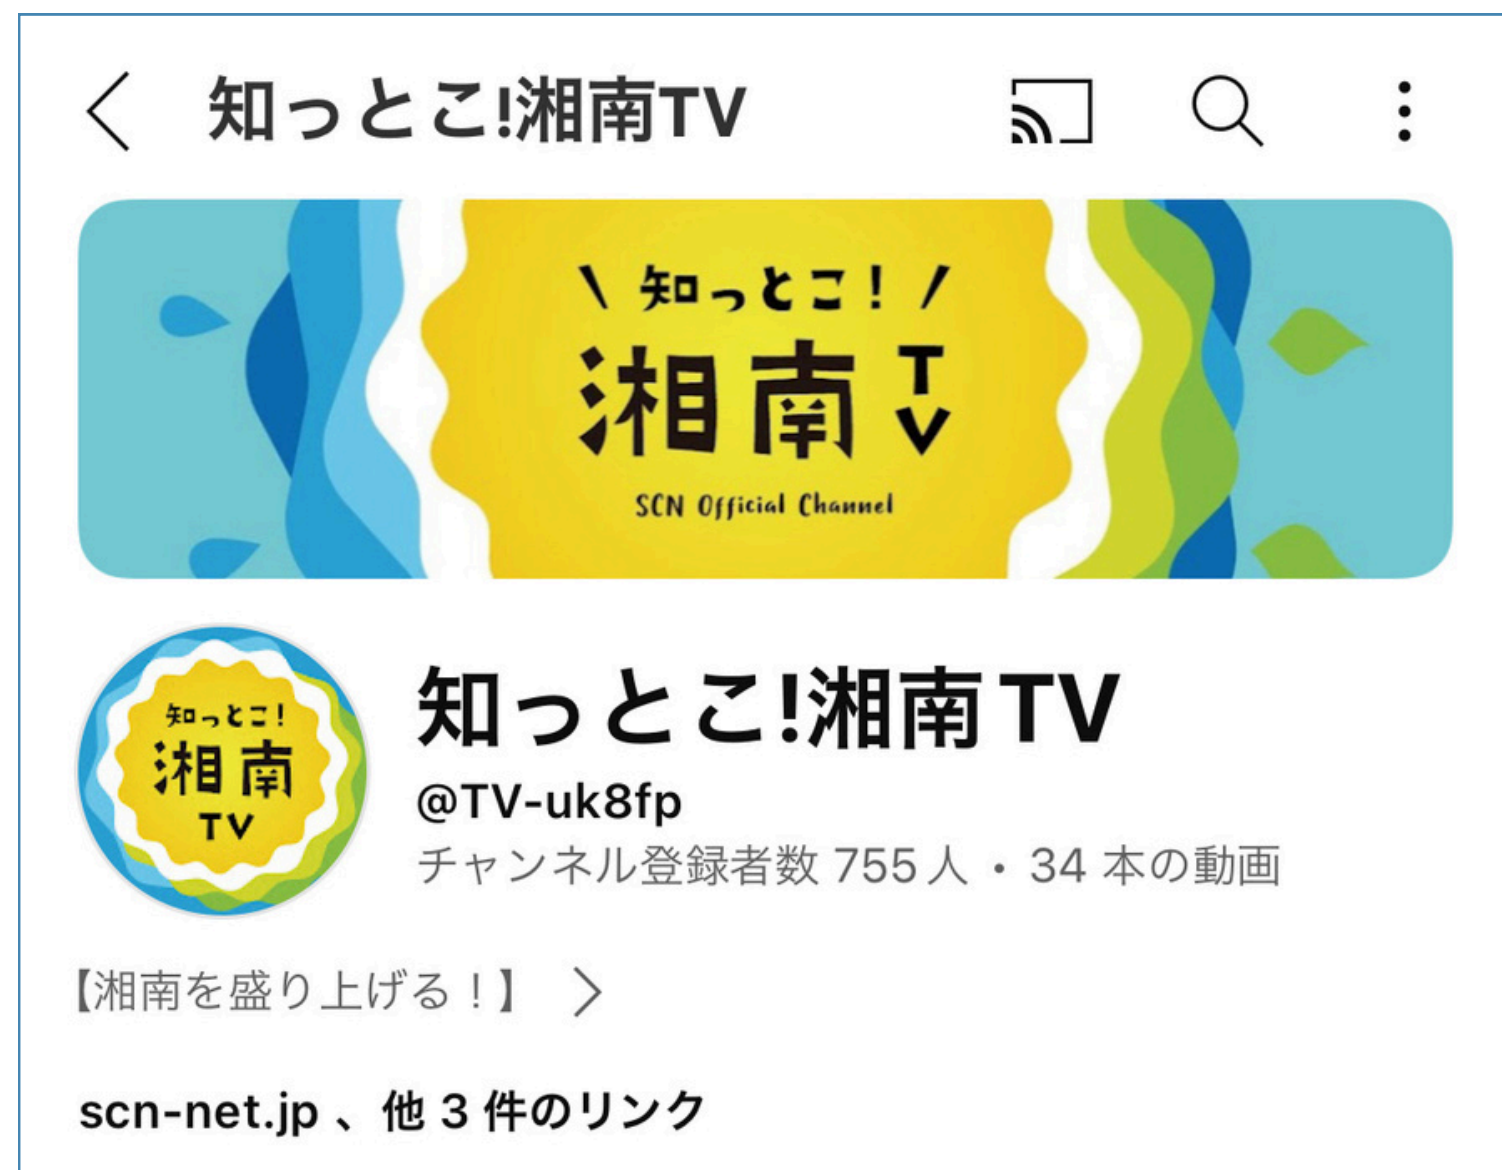 知っとこ!湘南TV
\ 知っとこ! /
湘南TV
SCN Official Channel
知っとこ!
湘南
TV
知っとこ!湘南TV
@TV-uk8fp
チャンネル登録者数 755人・34 本の動画
【湘南を盛り上げる！】
scn-net.jp 、他 3 件のリンク